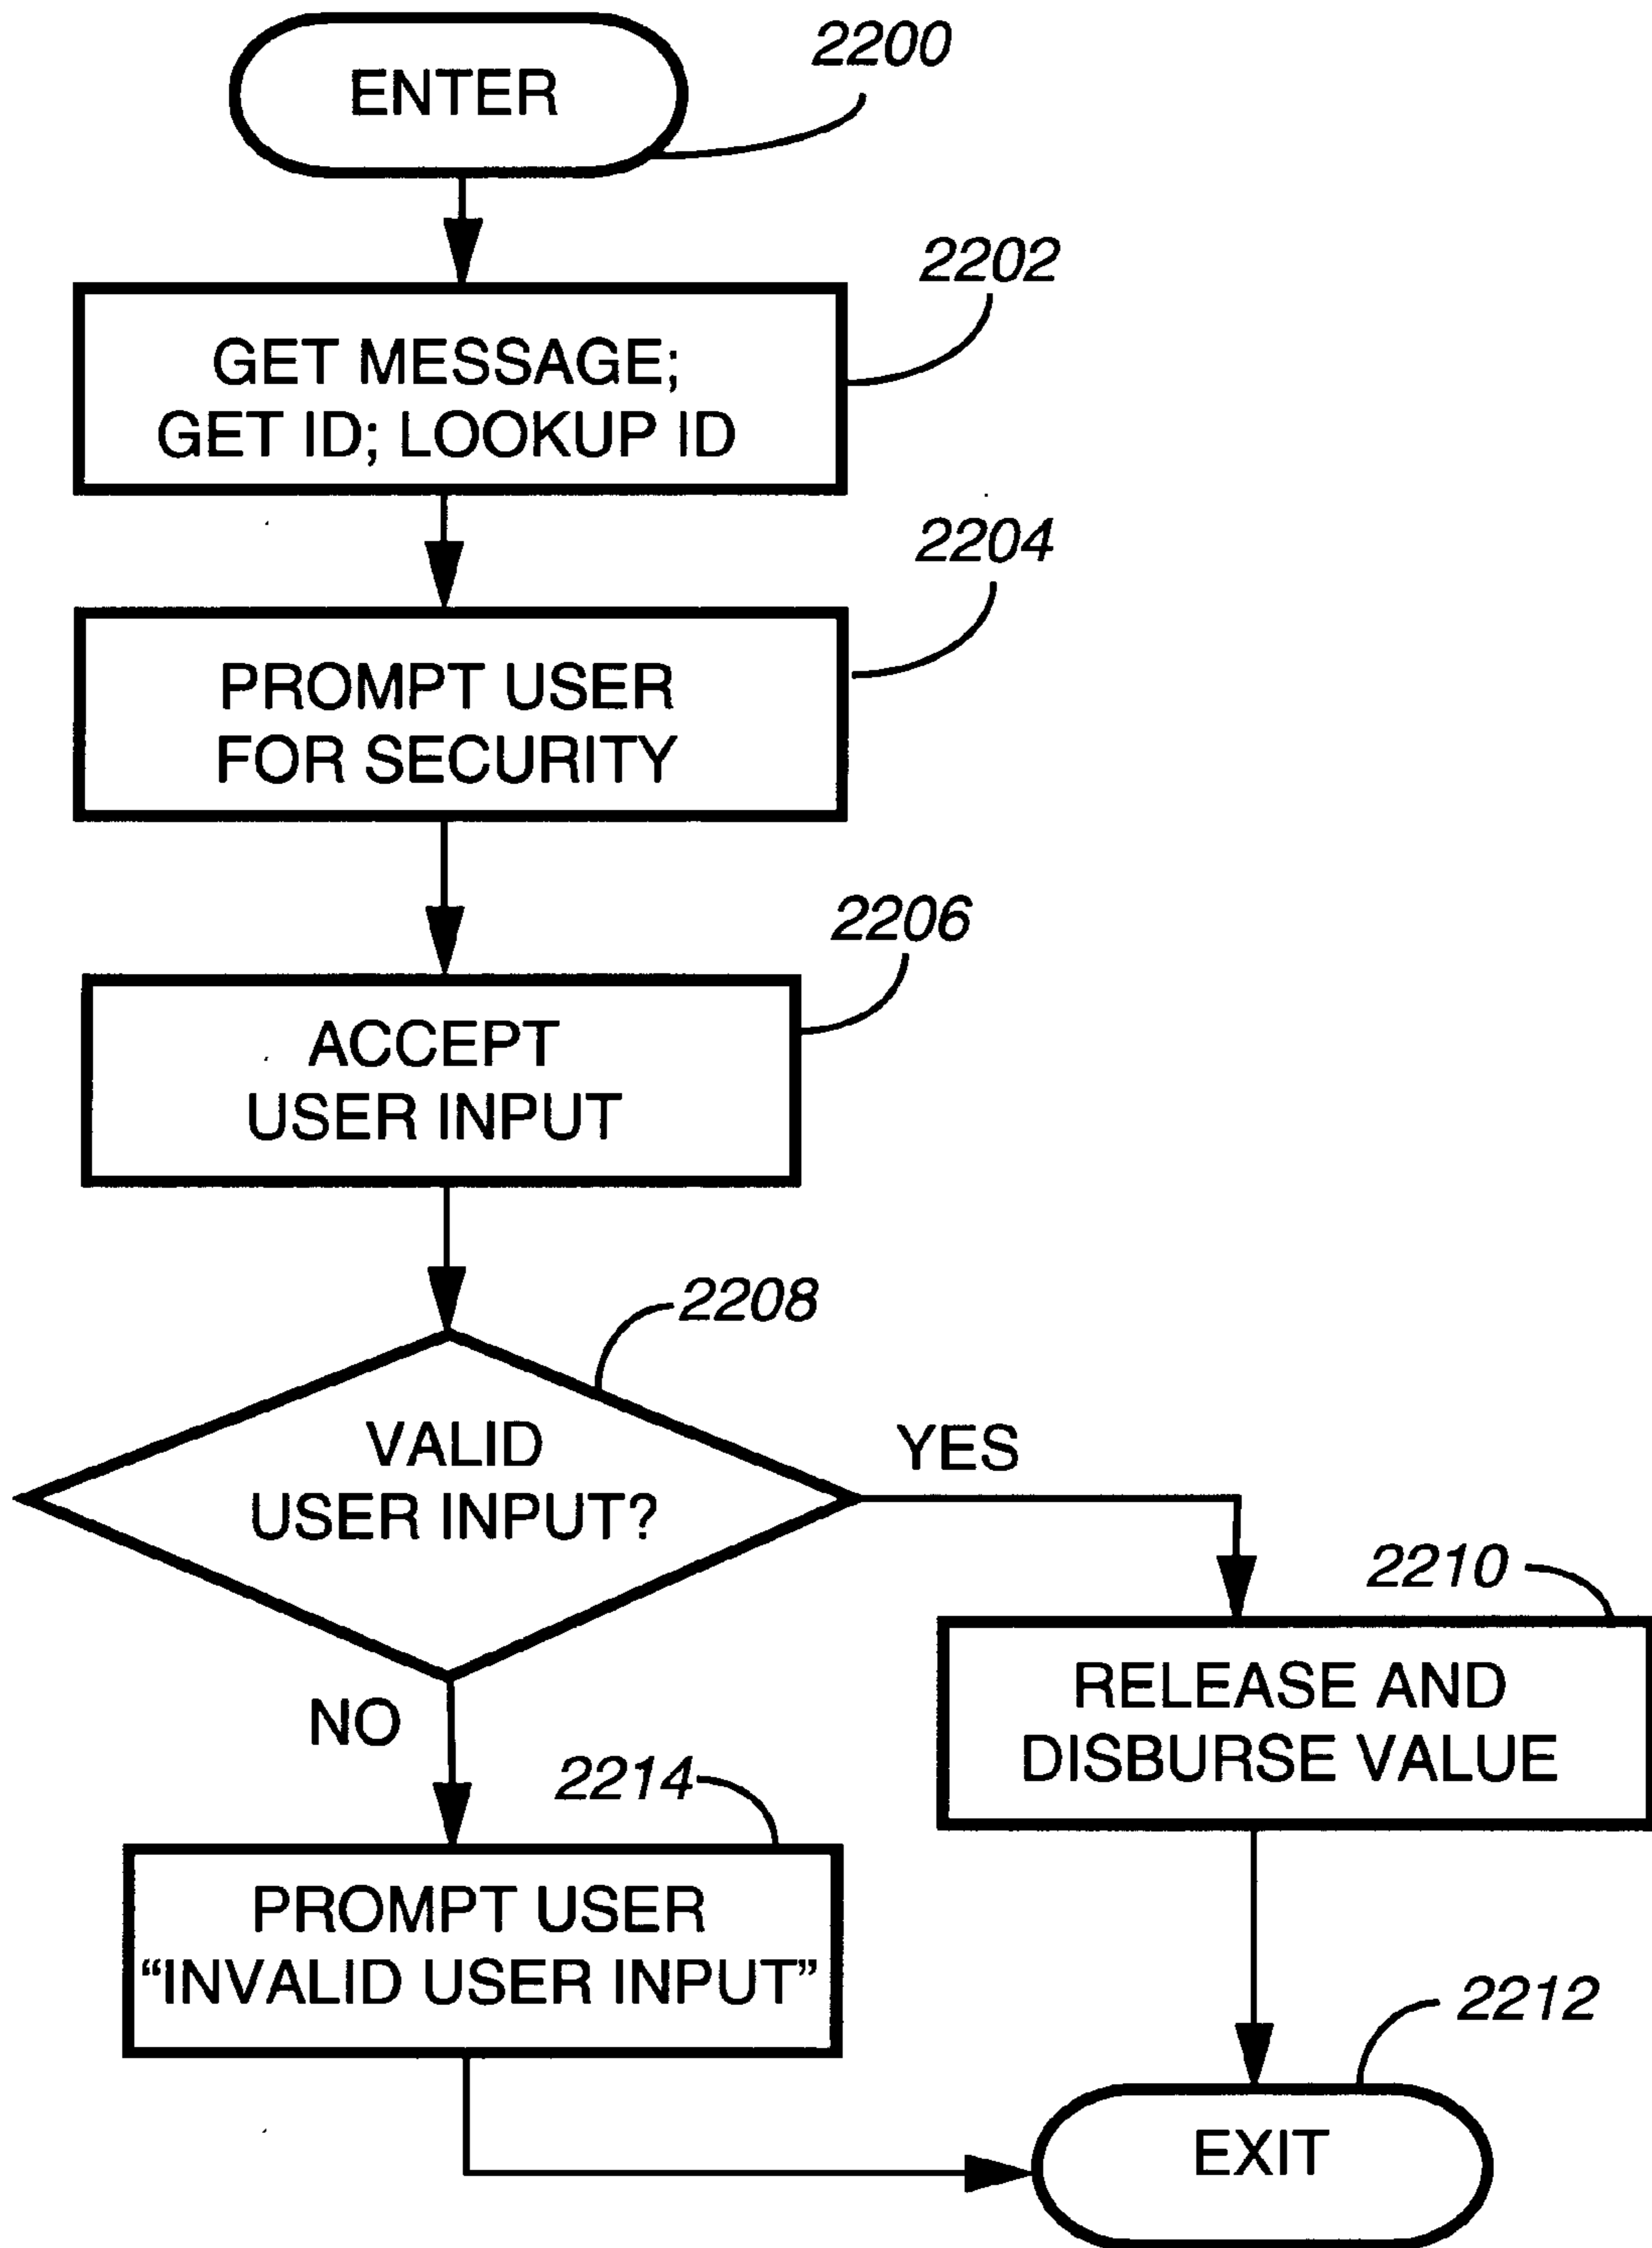 ENTER
2200
2202
GET MESSAGE;
GET ID; LOOKUP ID
2204
PROMPT USER
FOR SECURITY
2206
ACCEPT
USER INPUT
2208
VALID
USER INPUT?
YES
NO
2210
RELEASE AND
DISBURSE VALUE
2214
PROMPT USER
“INVALID USER INPUT”
2212
EXIT